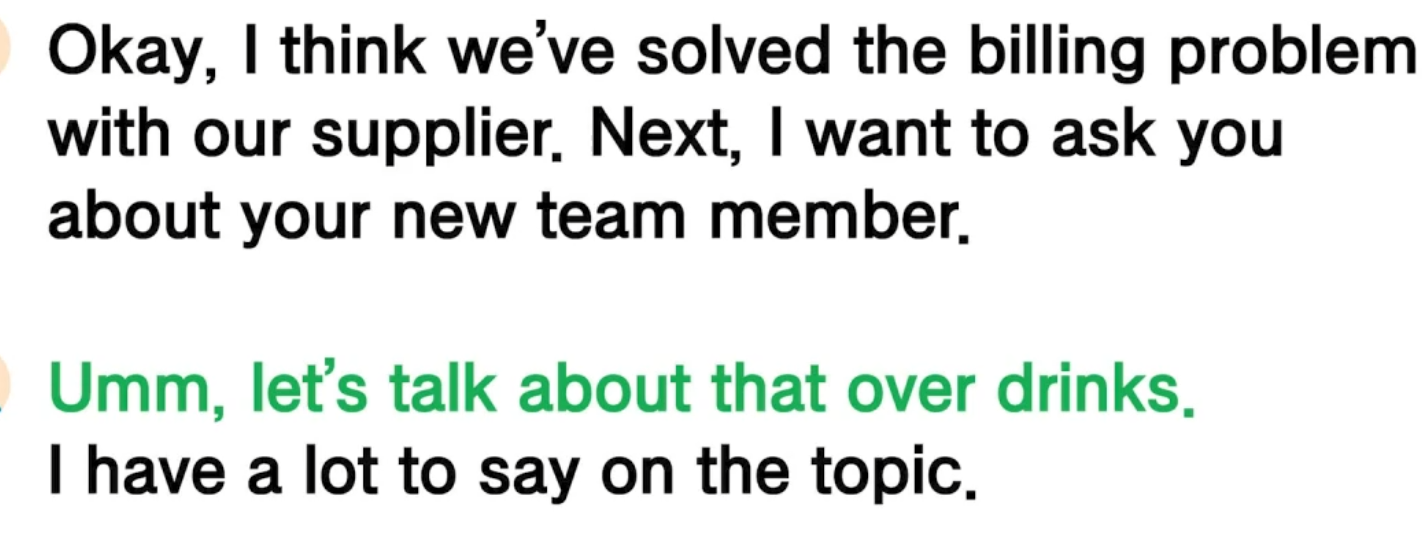 Okay, I think we've solved the billing problem
with our supplier. Next, I want to ask you
about your new team member.
Umm, let's talk about that over drinks.
I have a lot to say on the topic.